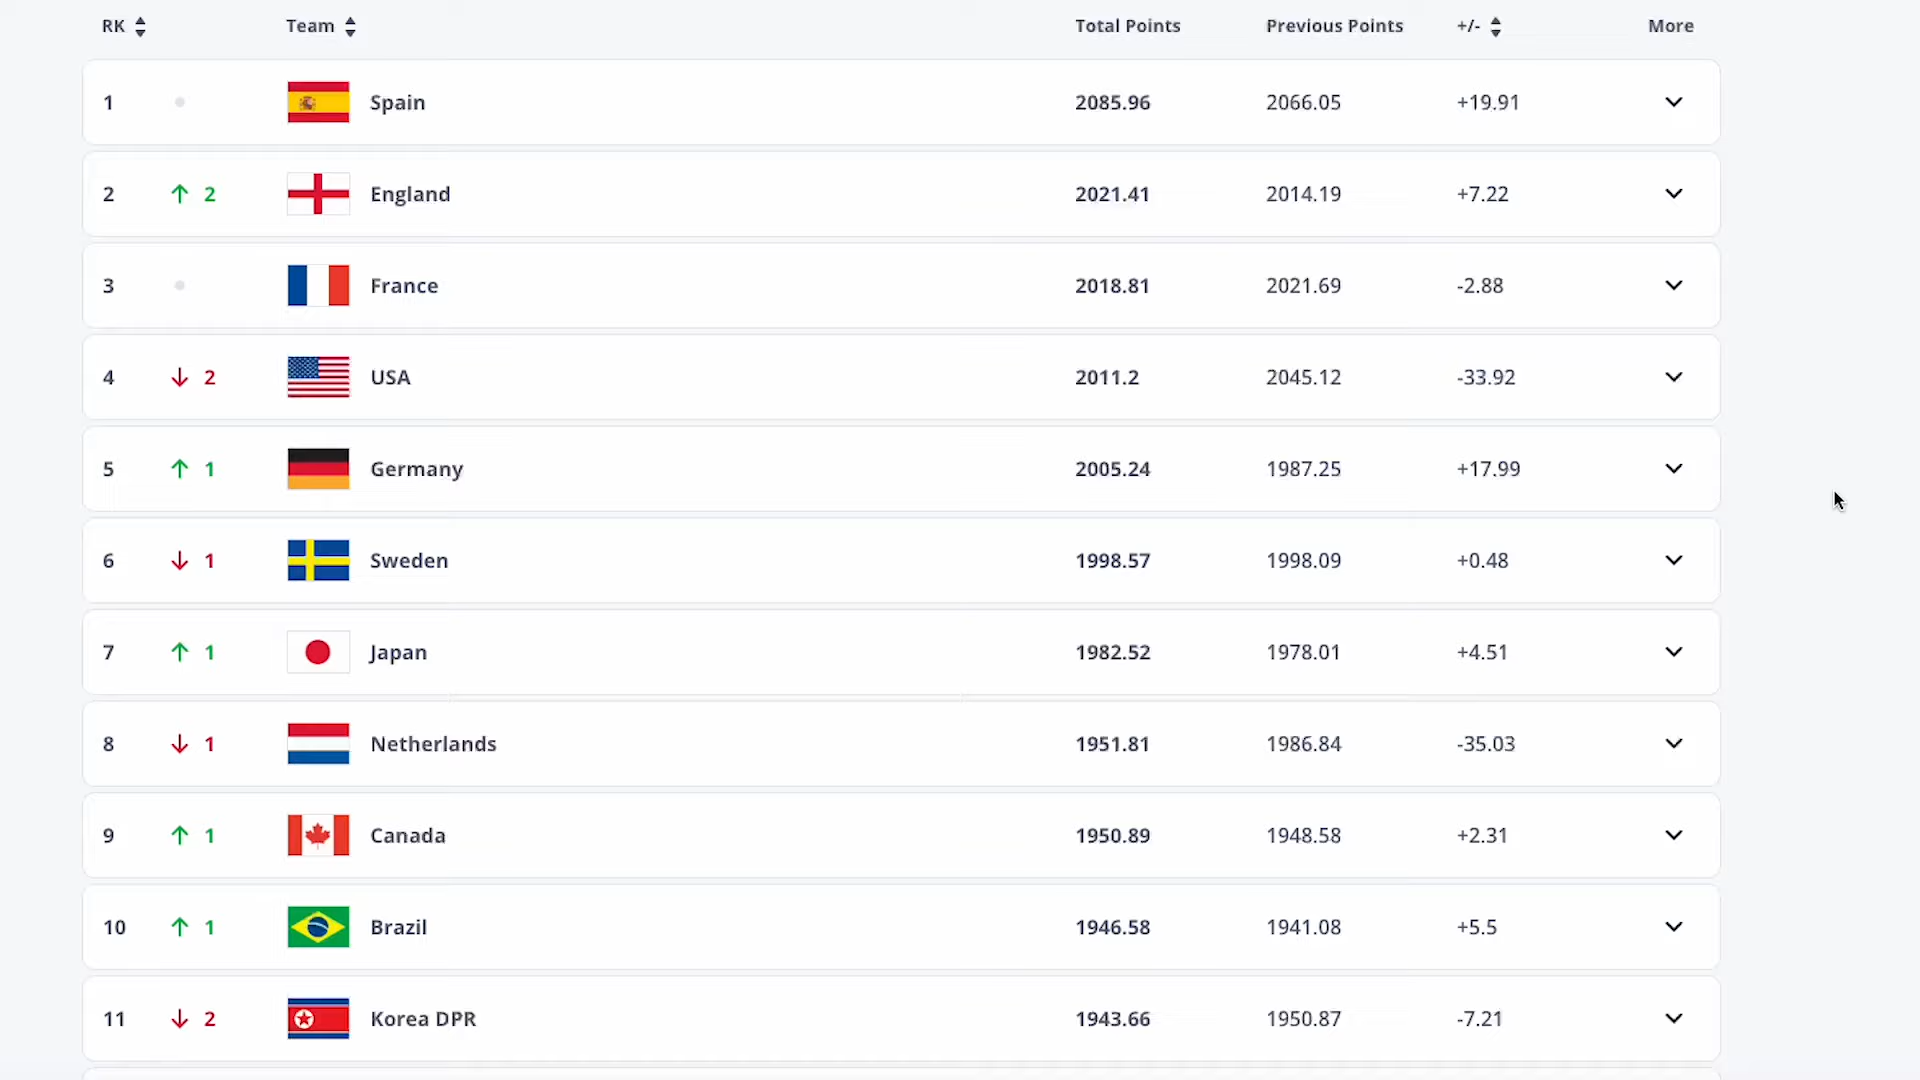 RK Team Total Points Previous Points +/- More
1 Spain 2085.96 2066.05 +19.91
2 2 England 2021.41 2014.19 +7.22
3 France 2018.81 2021.69 -2.88
4 2 USA 2011.2 2045.12 -33.92
5 1 Germany 2005.24 1987.25 +17.99
6 1 Sweden 1998.57 1998.09 +0.48
7 1 Japan 1982.52 1978.01 +4.51
8 1 Netherlands 1951.81 1986.84 -35.03
9 1 Canada 1950.89 1948.58 +2.31
10 1 Brazil 1946.58 1941.08 +5.5
11 2 Korea DPR 1943.66 1950.87 -7.21